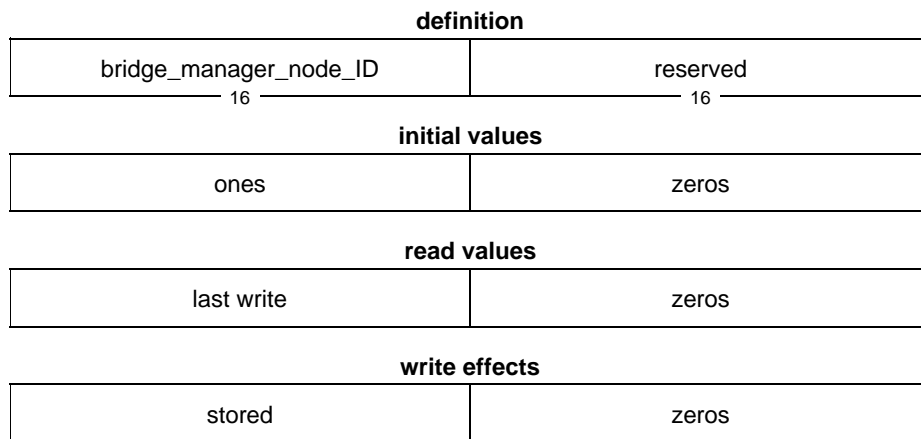 definition
bridge_manager_node_ID reserved
16 16
initial values
ones zeros
read values
last write zeros
write effects
stored zeros